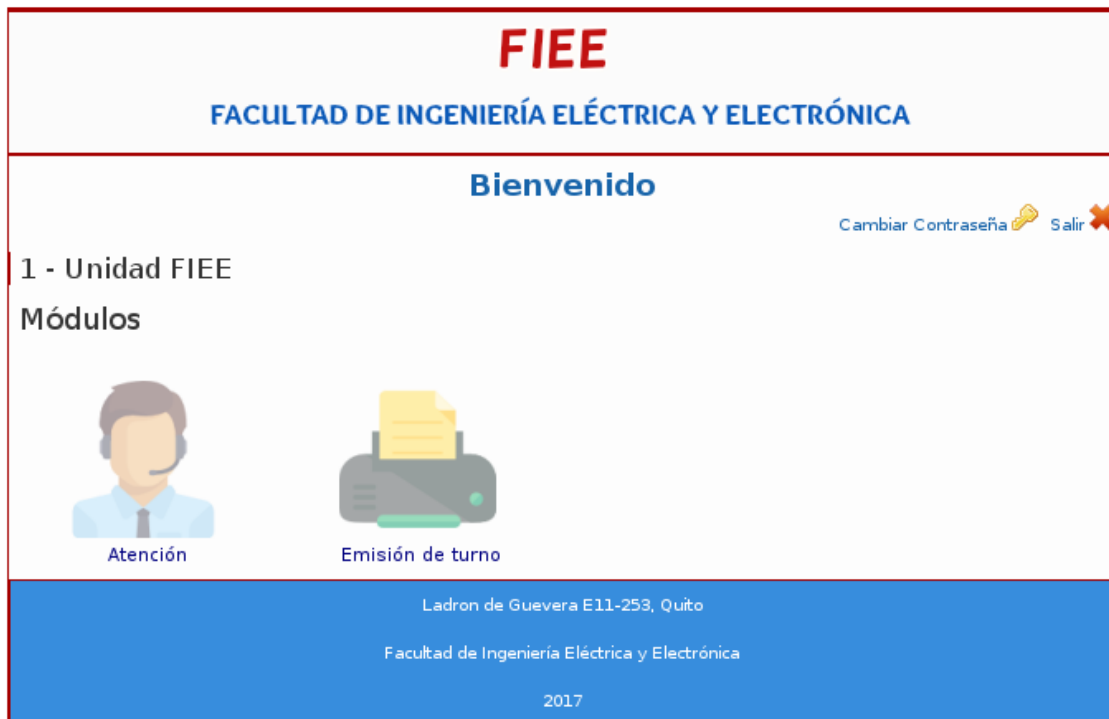 FIEE
FACULTAD DE INGENIERÍA ELÉCTRICA Y ELECTRÓNICA
Bienvenido
Cambiar Contraseña Salir
1 - Unidad FIEE
Módulos
Atención Emisión de turno
Ladron de Guevera E11-253, Quito
Facultad de Ingeniería Eléctrica y Electrónica
2017